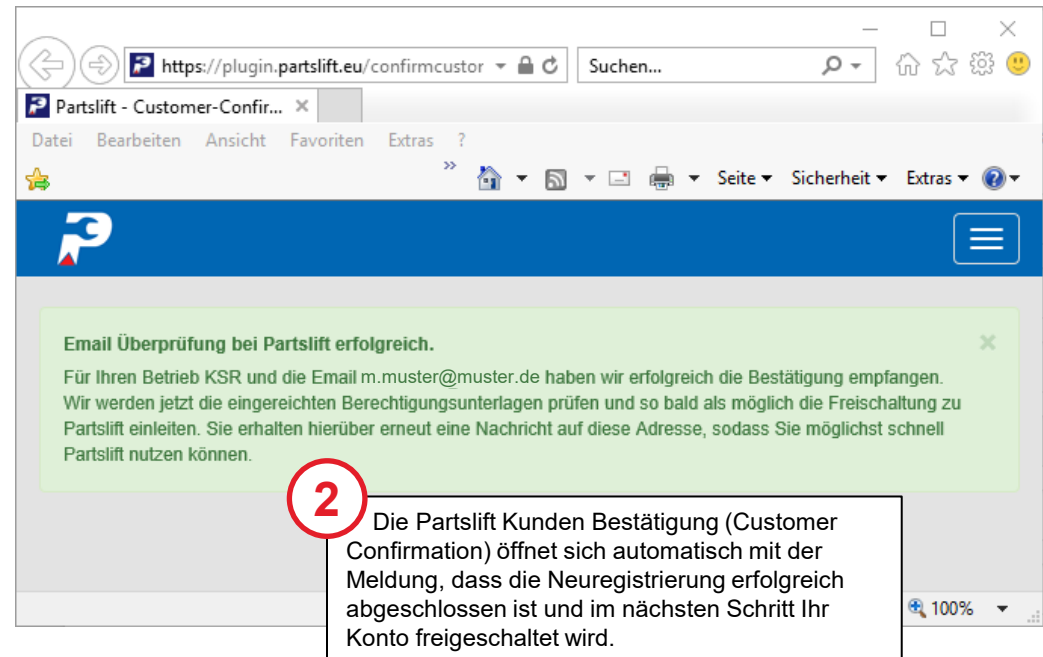 https://plugin.partslift.eu/confirmcustor
Suchen...
Partslift - Customer-Confir...
Datei Bearbeiten Ansicht Favoriten Extras ?
Seite Sicherheit Extras
Email Überprüfung bei Partslift erfolgreich.
Für Ihren Betrieb KSR und die Email m.muster@muster.de haben wir erfolgreich die Bestätigung empfangen.
Wir werden jetzt die eingereichten Berechtigungsunterlagen prüfen und so bald als möglich die Freischaltung zu
Partslift einleiten. Sie erhalten hierüber erneut eine Nachricht auf diese Adresse, sodass Sie möglichst schnell
Partslift nutzen können.
2
Die Partslift Kunden Bestätigung (Customer
Confirmation) öffnet sich automatisch mit der
Meldung, dass die Neuregistrierung erfolgreich
abgeschlossen ist und im nächsten Schritt Ihr
Konto freigeschaltet wird.
100%